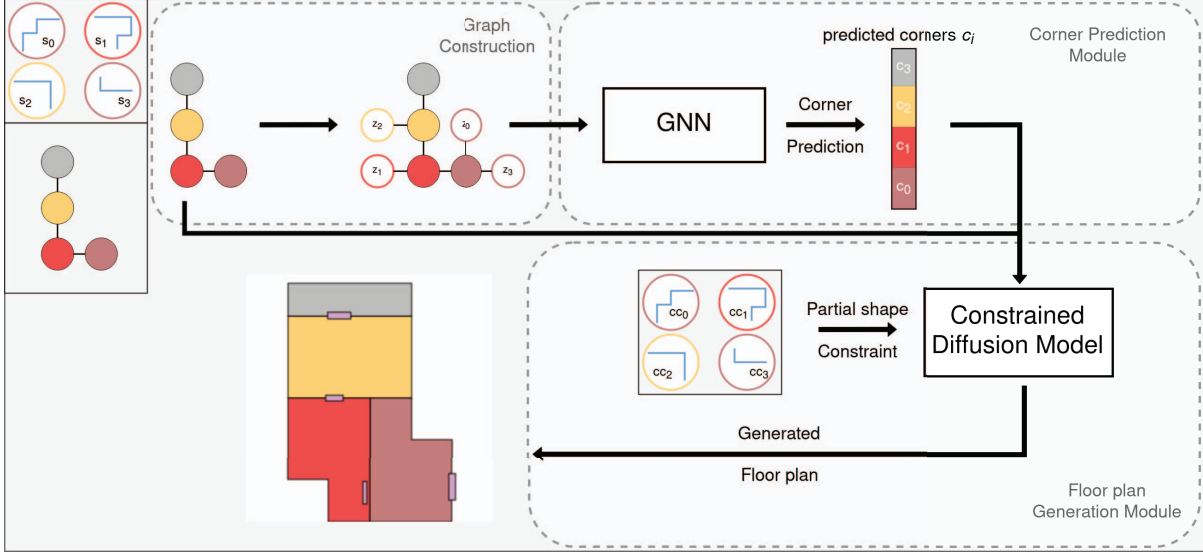 s0
s1
s2
s3
Graph
Construction
z2
z0
z1
z3
GNN
Corner
Prediction
predicted corners ci
c3
c2
c1
c0
Corner Prediction
Module
cc0
cc1
cc2
cc3
Partial shape
Constraint
Constrained
Diffusion Model
Generated
Floor plan
Floor plan
Generation Module